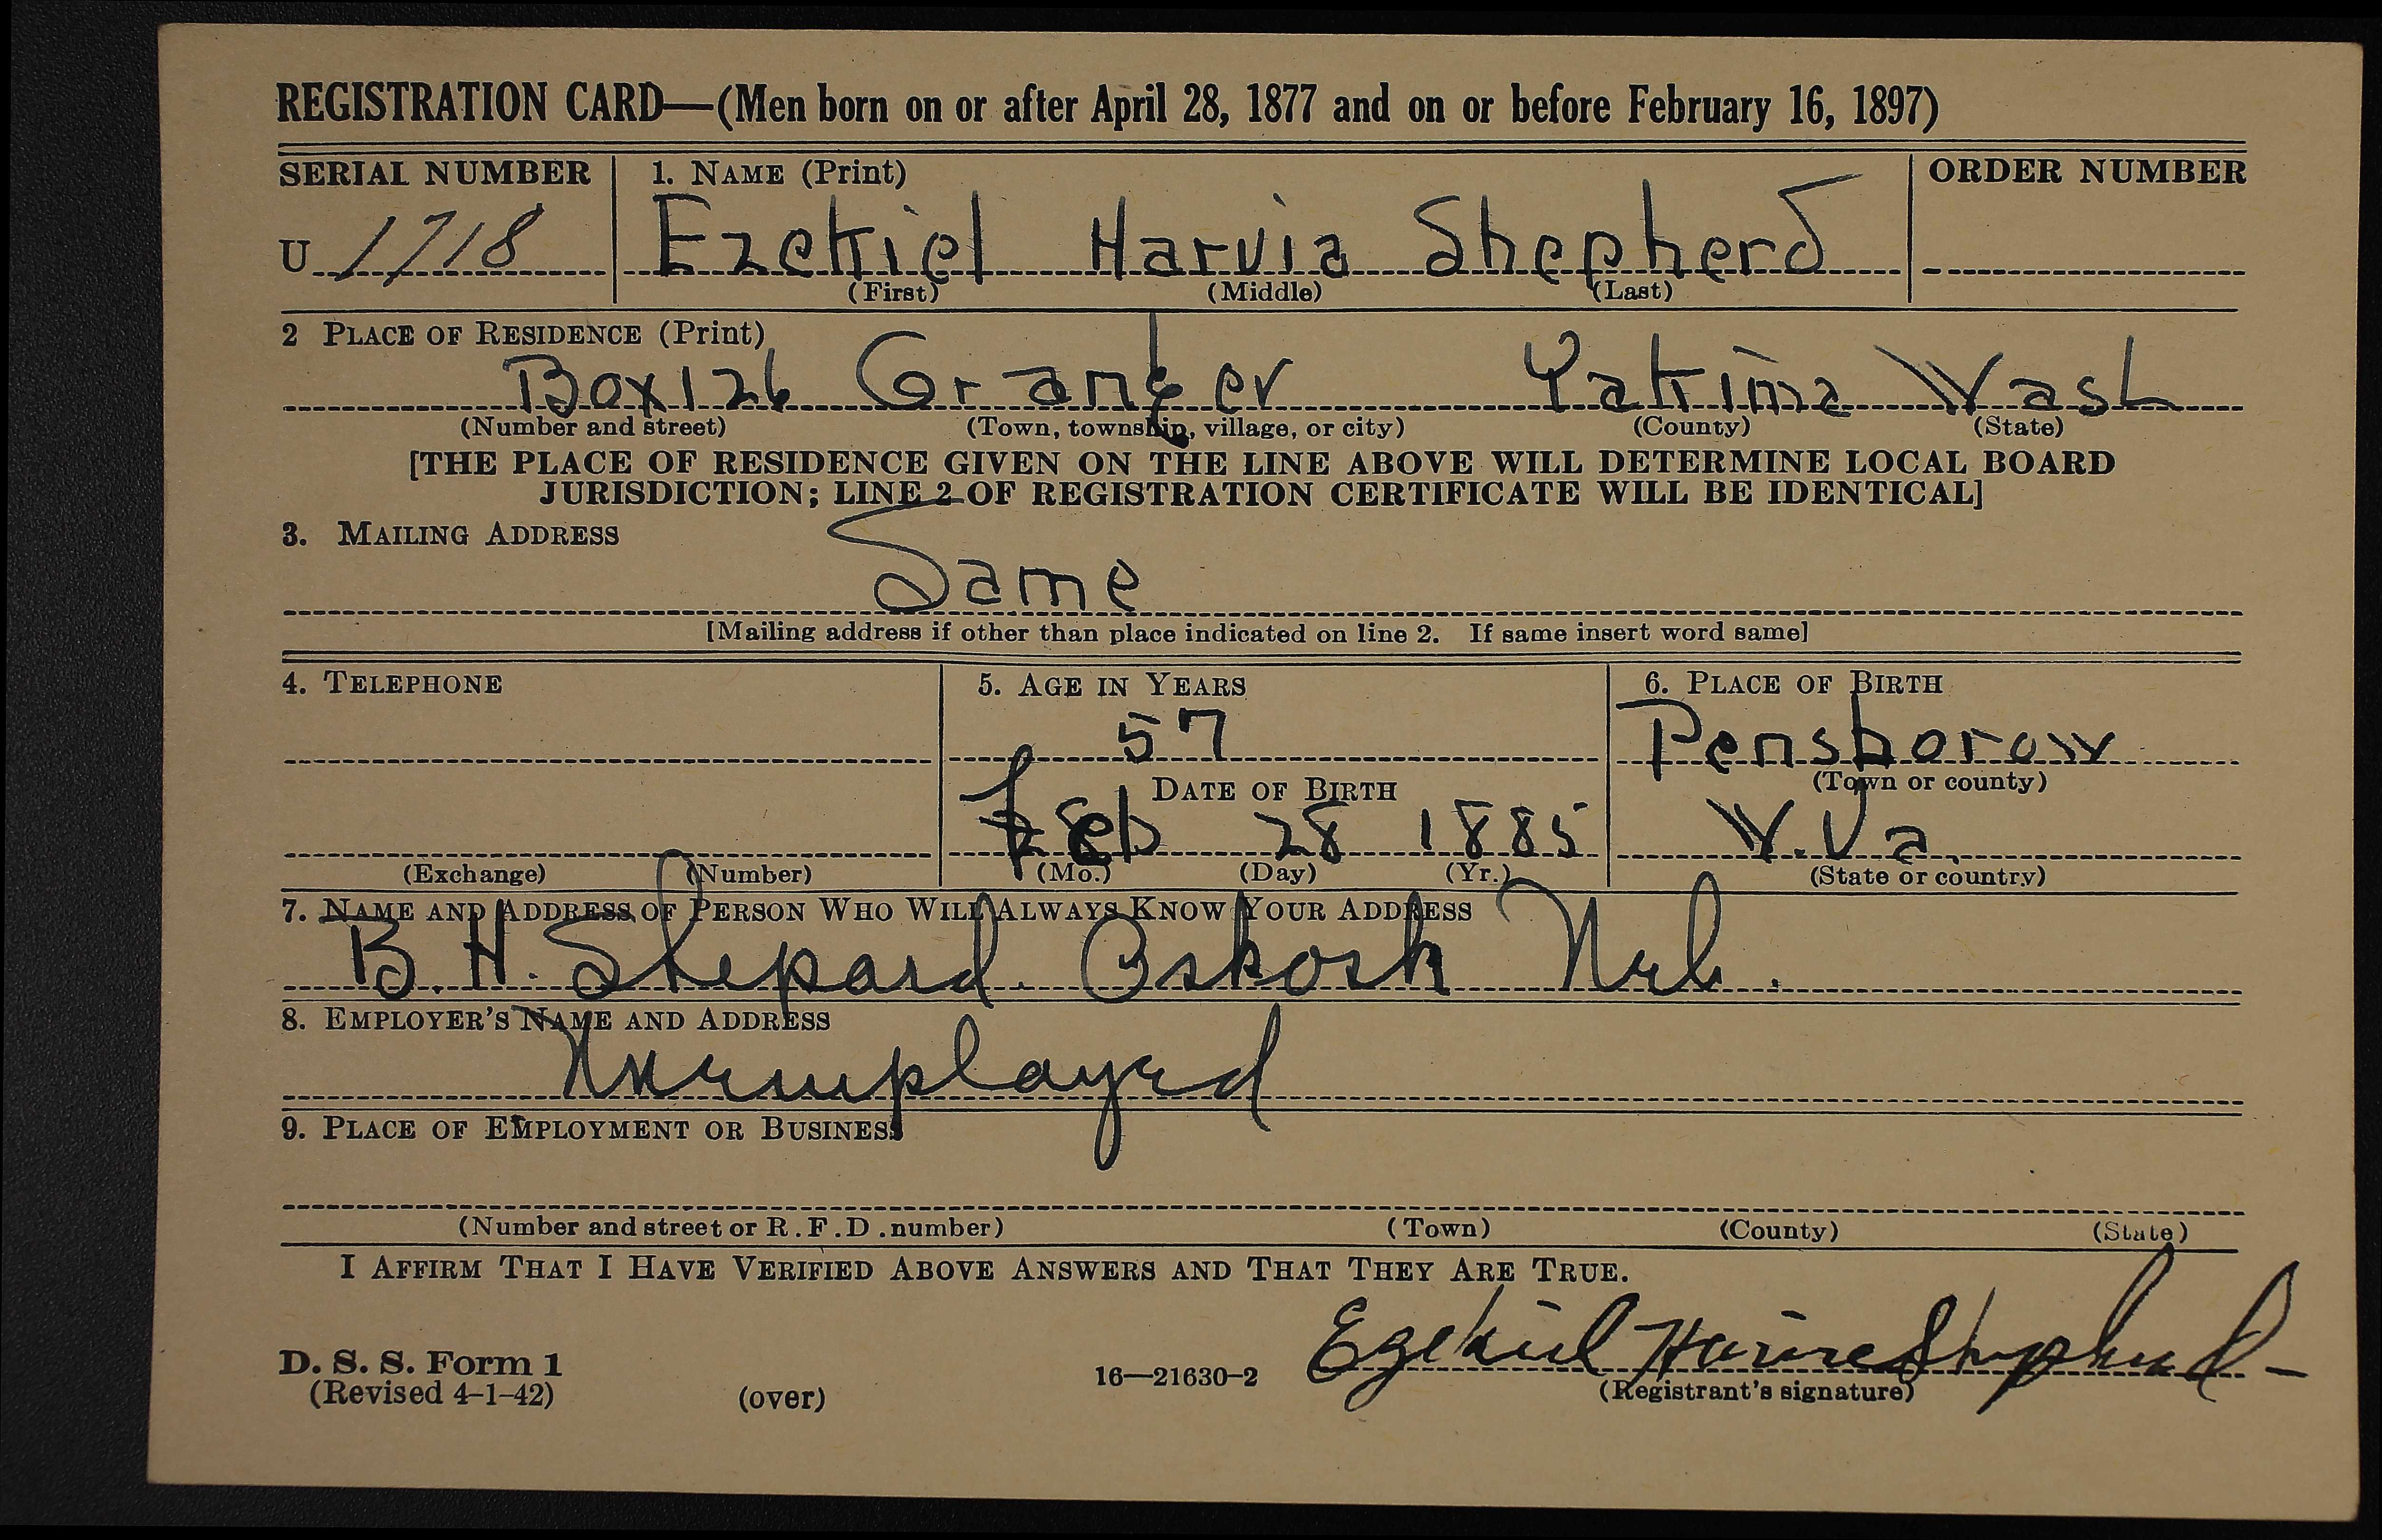 REGISTRATION CARD—(Men born on or after April 28, 1877 and on or before February 16, 1897)
SERIAL NUMBER 1. NAME (Print) ORDER NUMBER
U 1718 Ezekiel Harvia Shepherd
(First) (Middle) (Last)
2 PLACE OF RESIDENCE (Print)
Box 126 Granger Yakima Wash
(Number and street) (Town, township, village, or city) (County) (State)
[THE PLACE OF RESIDENCE GIVEN ON THE LINE ABOVE WILL DETERMINE LOCAL BOARD
JURISDICTION; LINE 2 OF REGISTRATION CERTIFICATE WILL BE IDENTICAL]
3. MAILING ADDRESS
Same
[Mailing address if other than place indicated on line 2. If same insert word same]
4. TELEPHONE 5. AGE IN YEARS 6. PLACE OF BIRTH
57 Pensborow
DATE OF BIRTH (Town or county)
Feb 28 1885 W. Va.
(Exchange) (Number) (Mo.) (Day) (Yr.) (State or country)
7. NAME AND ADDRESS OF PERSON WHO WILL ALWAYS KNOW YOUR ADDRESS
B. H. Shepard. Oskosh Neb.
8. EMPLOYER'S NAME AND ADDRESS
Unemployed
9. PLACE OF EMPLOYMENT OR BUSINESS
(Number and street or R. F. D. number) (Town) (County) (State)
I AFFIRM THAT I HAVE VERIFIED ABOVE ANSWERS AND THAT THEY ARE TRUE.
Ezekiel Shepherd
D. S. S. Form 1 16—21630-2 (Registrant's signature)
(Revised 4-1-42) (over)